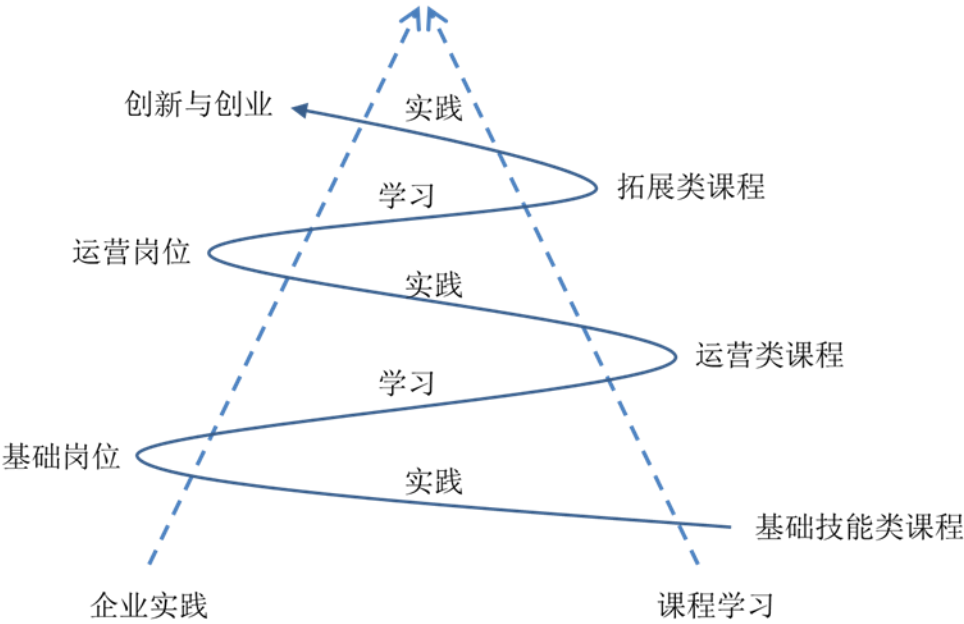 创新与创业
实践
拓展类课程
学习
运营岗位
实践
运营类课程
学习
基础岗位
实践
基础技能类课程
企业实践
课程学习